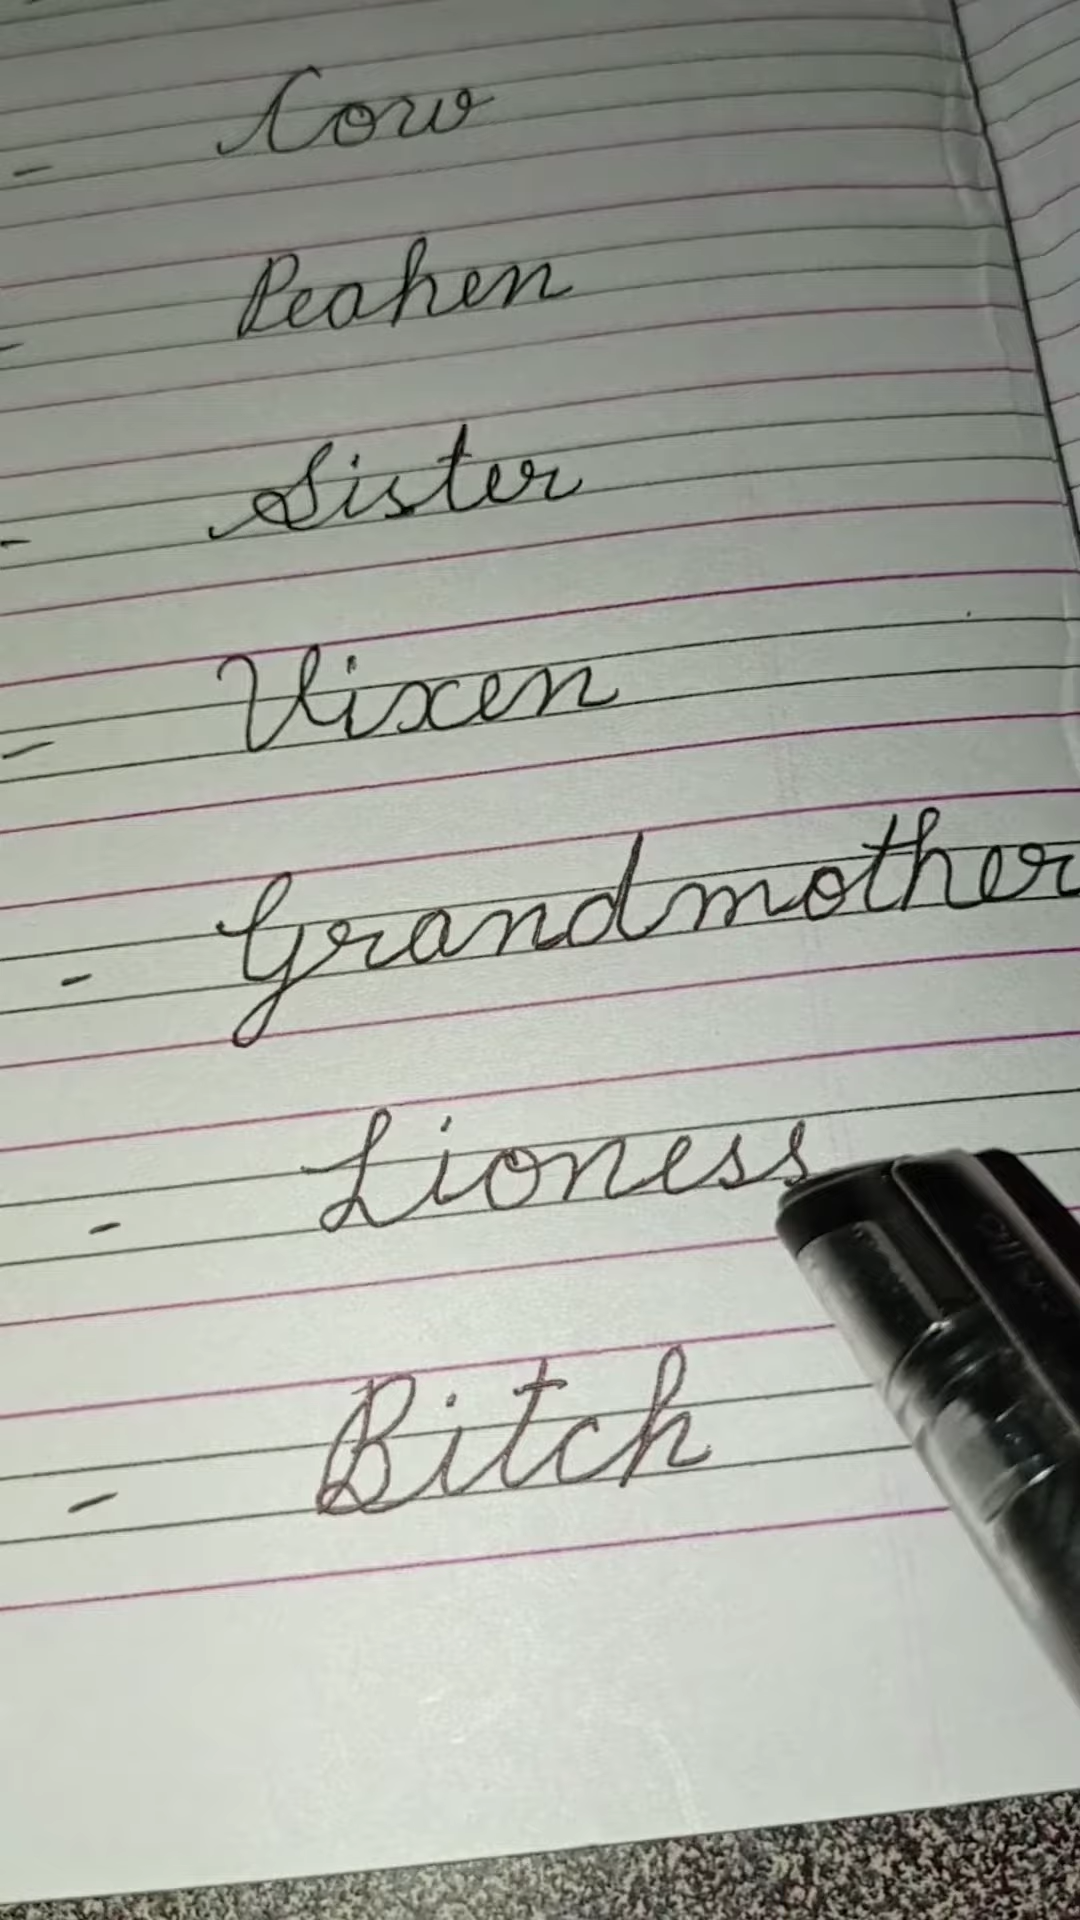 - Cow
- Peahen
- Sister
- Vixen
- Grandmother
- Lioness
- Bitch